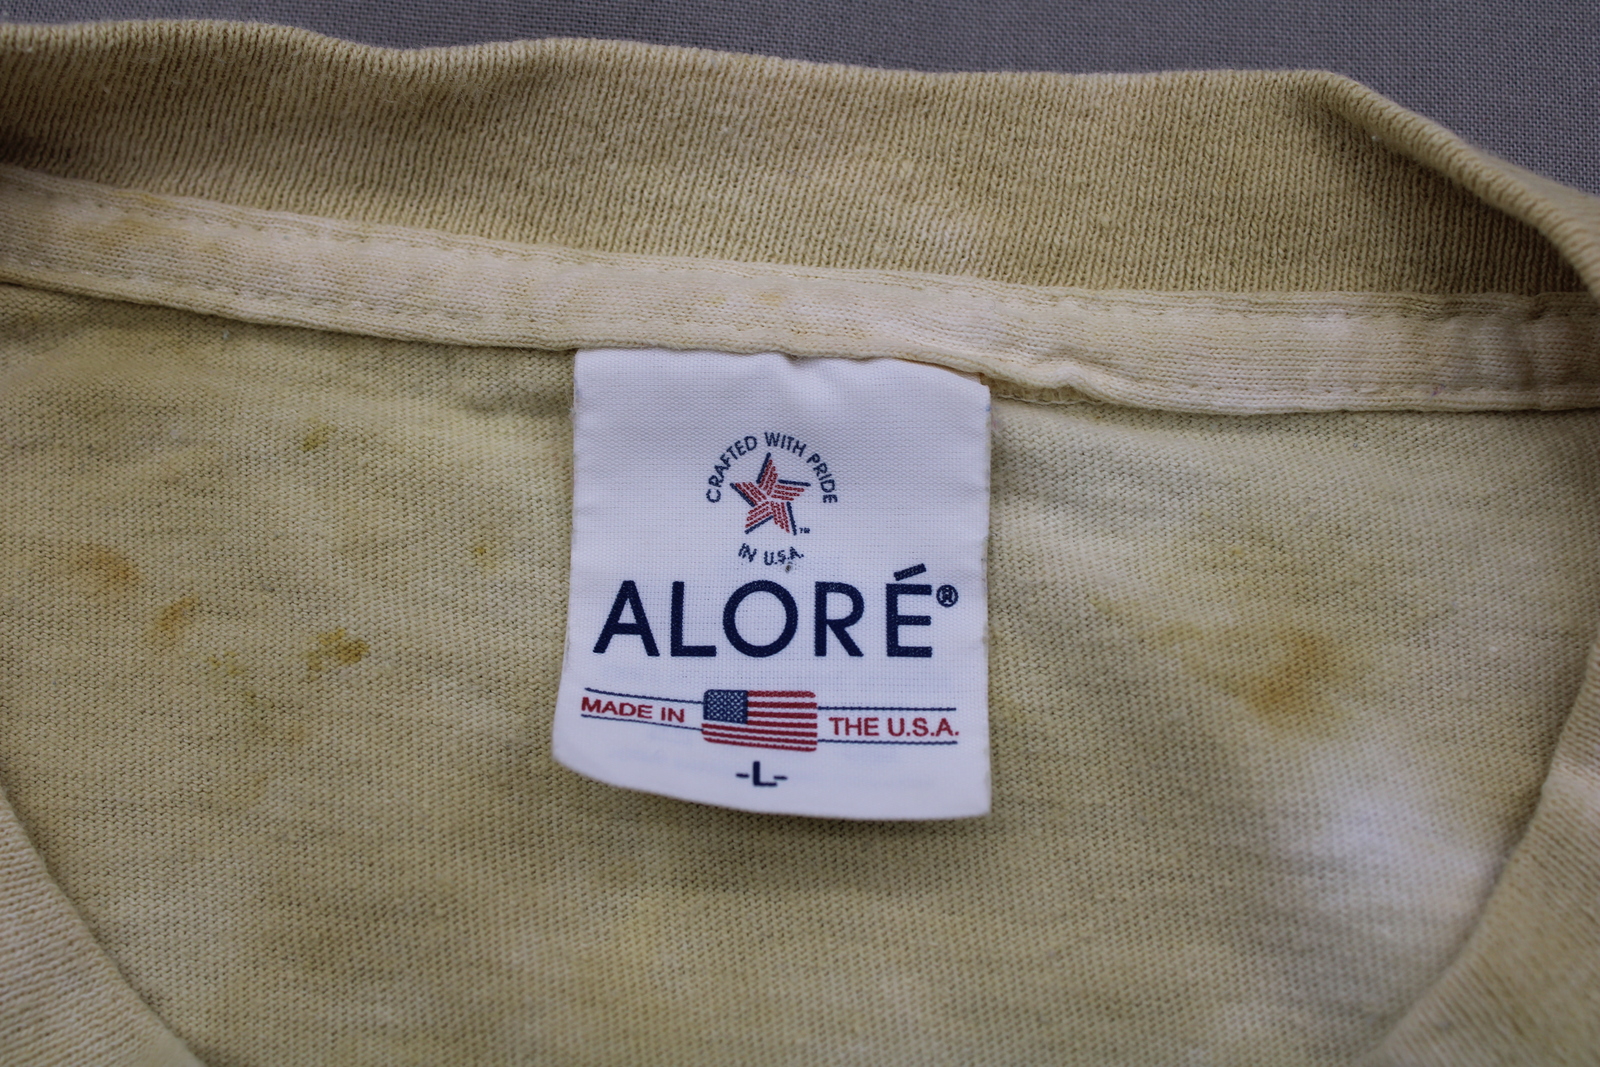 CRAFTED WITH PRIDE
™
IN U.S.A.
ALORÉ®
MADE IN THE U.S.A.
-L-